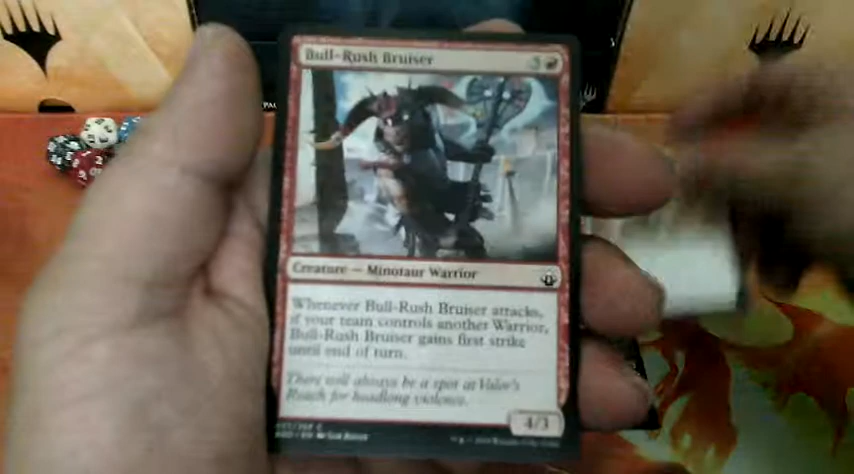 Bull-Rush Bruiser 3
Creature — Minotaur Warrior
Whenever Bull-Rush Bruiser attacks,
if your team controls another Warrior,
Bull-Rush Bruiser gains first strike
until end of turn.
There will always be a spot at Valor's
Reach for headlong violence.
4/3